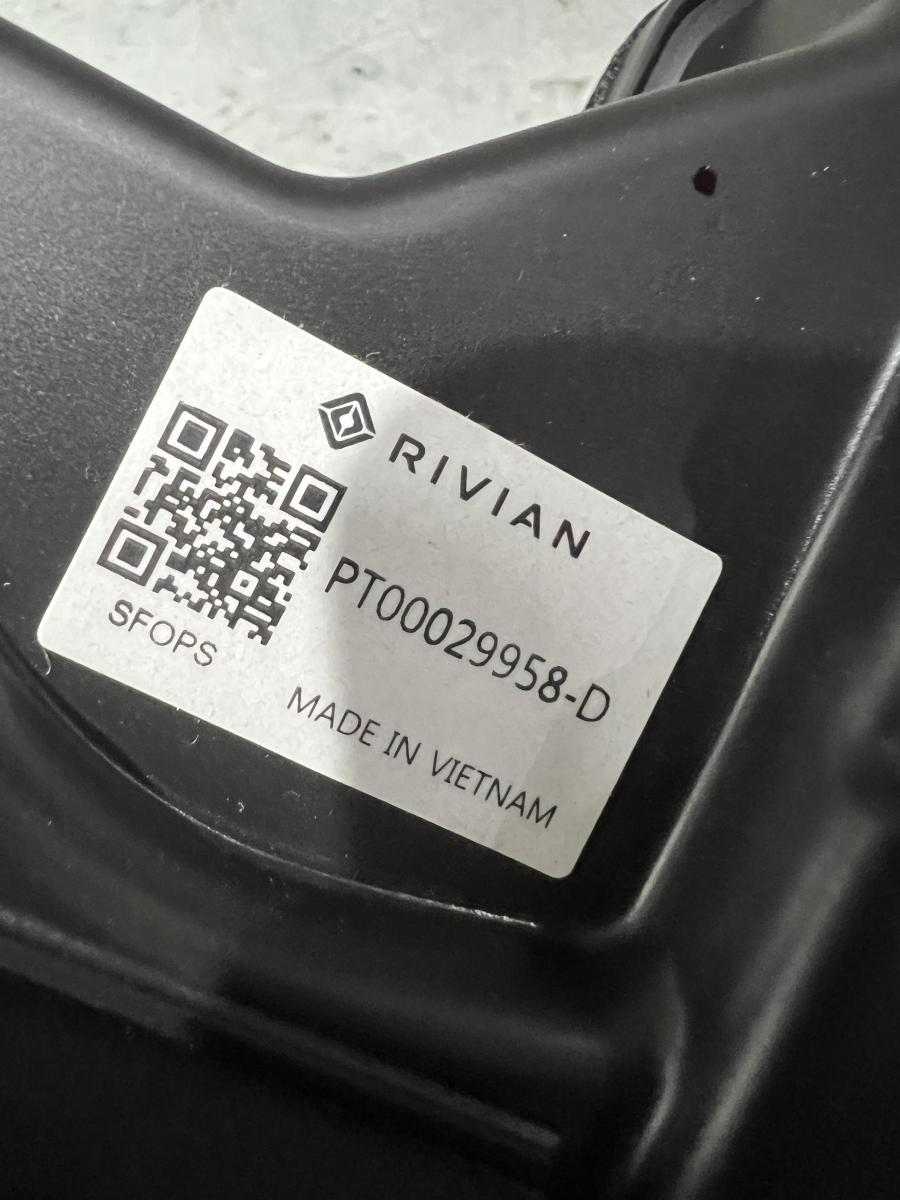 RIVIAN
PT00029958-D
SFOPS
MADE IN VIETNAM